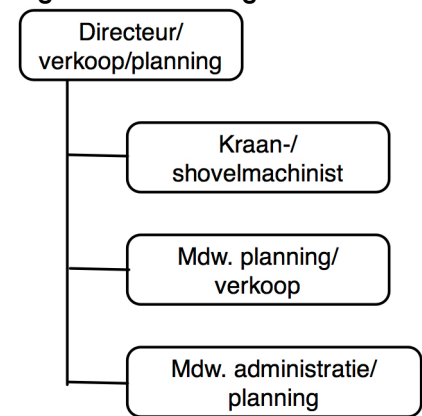 Directeur/
verkoop/planning
Kraan-/
shovelmachinist
Mdw. planning/
verkoop
Mdw. administratie/
planning